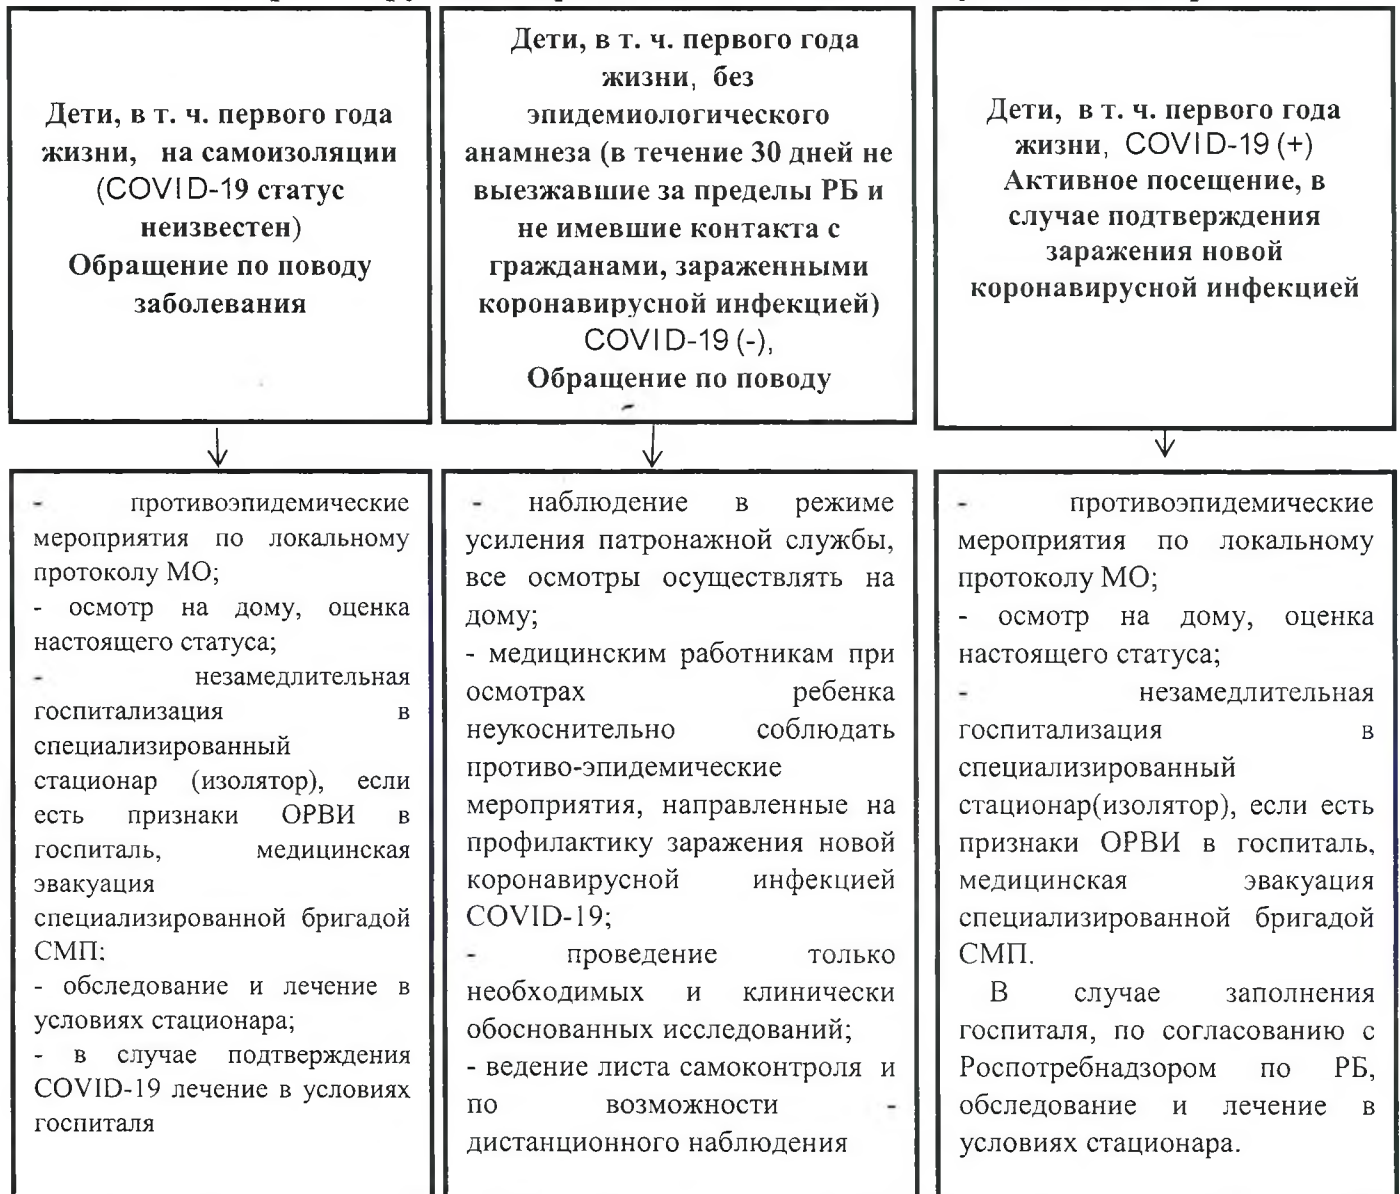 Дети, в т. ч. первого года
жизни, на самоизоляции
(COVID-19 статус
неизвестен)
Обращение по поводу
заболевания
Дети, в т. ч. первого года
жизни, без
эпидемиологического
анамнеза (в течение 30 дней не
выезжавшие за пределы РБ и
не имевшие контакта с
гражданами, зараженными
коронавирусной инфекцией)
COVID-19 (-),
Обращение по поводу
Дети, в т. ч. первого года
жизни, COVID-19 (+)
Активное посещение, в
случае подтверждения
заражения новой
коронавирусной инфекцией
- противоэпидемические
мероприятия по локальному
протоколу МО;
- осмотр на дому, оценка
настоящего статуса;
- незамедлительная
госпитализация в
специализированный
стационар (изолятор), если
есть признаки ОРВИ в
госпиталь, медицинская
эвакуация
специализированной бригадой
СМП;
- обследование и лечение в
условиях стационара;
- в случае подтверждения
COVID-19 лечение в условиях
госпиталя
- наблюдение в режиме
усиления патронажной службы,
все осмотры осуществлять на
дому;
- медицинским работникам при
осмотрах ребенка
неукоснительно соблюдать
противо-эпидемические
мероприятия, направленные на
профилактику заражения новой
коронавирусной инфекцией
COVID-19;
- проведение только
необходимых и клинически
обоснованных исследований;
- ведение листа самоконтроля и
по возможности -
дистанционного наблюдения
- противоэпидемические
мероприятия по локальному
протоколу МО;
- осмотр на дому, оценка
настоящего статуса;
- незамедлительная
госпитализация в
специализированный
стационар(изолятор), если есть
признаки ОРВИ в госпиталь,
медицинская эвакуация
специализированной бригадой
СМП.
В случае заполнения
госпиталя, по согласованию с
Роспотребнадзором по РБ,
обследование и лечение в
условиях стационара.